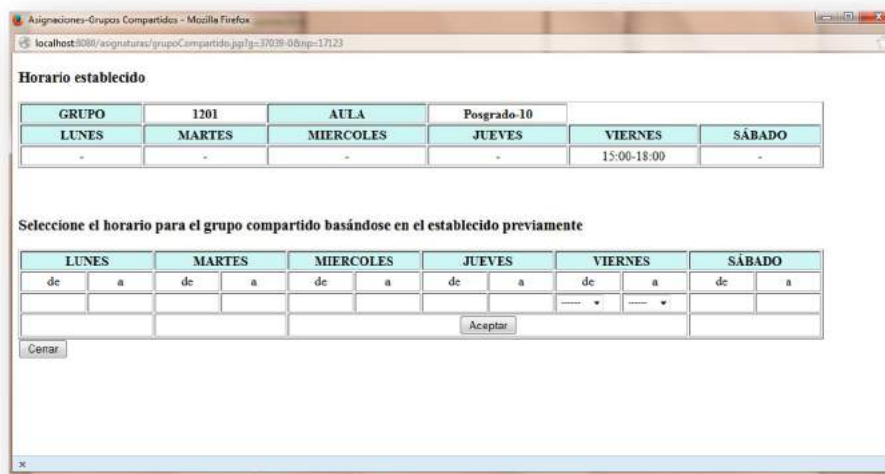 Asignaciones-Grupos Compartidos - Mozilla Firefox
localhost:8080/asignaturas/grupoCompartido.jsp?g=37039-0&np=17123
Horario establecido
GRUPO 1201 AULA Posgrado-10
LUNES MARTES MIERCOLES JUEVES VIERNES SÁBADO
- - - - 15:00-18:00 -
Seleccione el horario para el grupo compartido basándose en el establecido previamente
LUNES MARTES MIERCOLES JUEVES VIERNES SÁBADO
de a de a de a de a de a de a
------ ------
Aceptar
Cerrar